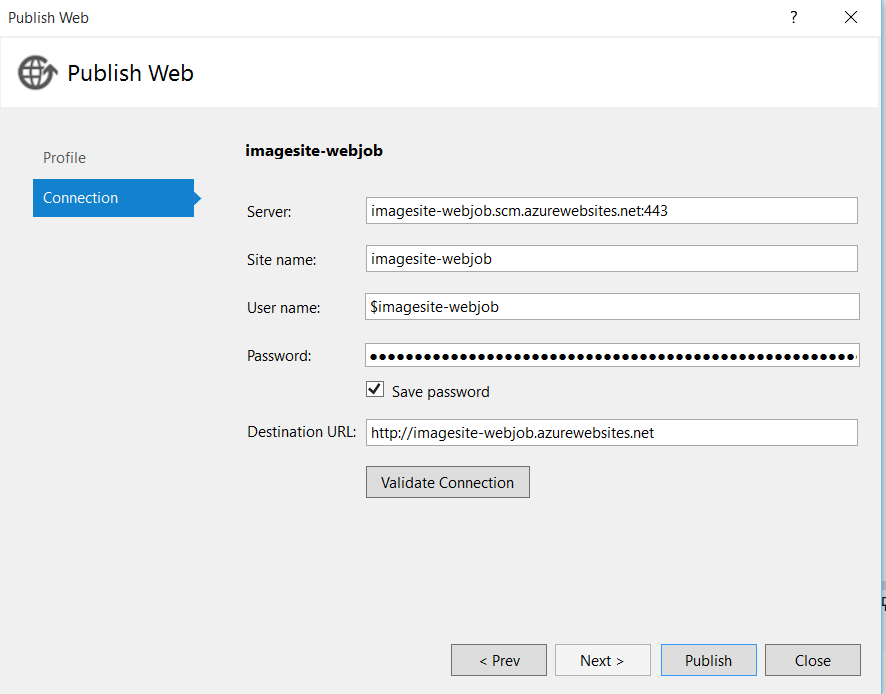 Publish Web
?
Publish Web
Profile
Connection
imagesite-webjob
Server: imagesite-webjob.scm.azurewebsites.net:443
Site name: imagesite-webjob
User name: $imagesite-webjob
Password: ●●●●●●●●●●●●●●●●●●●●●●●●●●●●●●●●●●●●●●●●●●●●●●●●●●●●●●
Save password
Destination URL: http://imagesite-webjob.azurewebsites.net
Validate Connection
< Prev Next > Publish Close